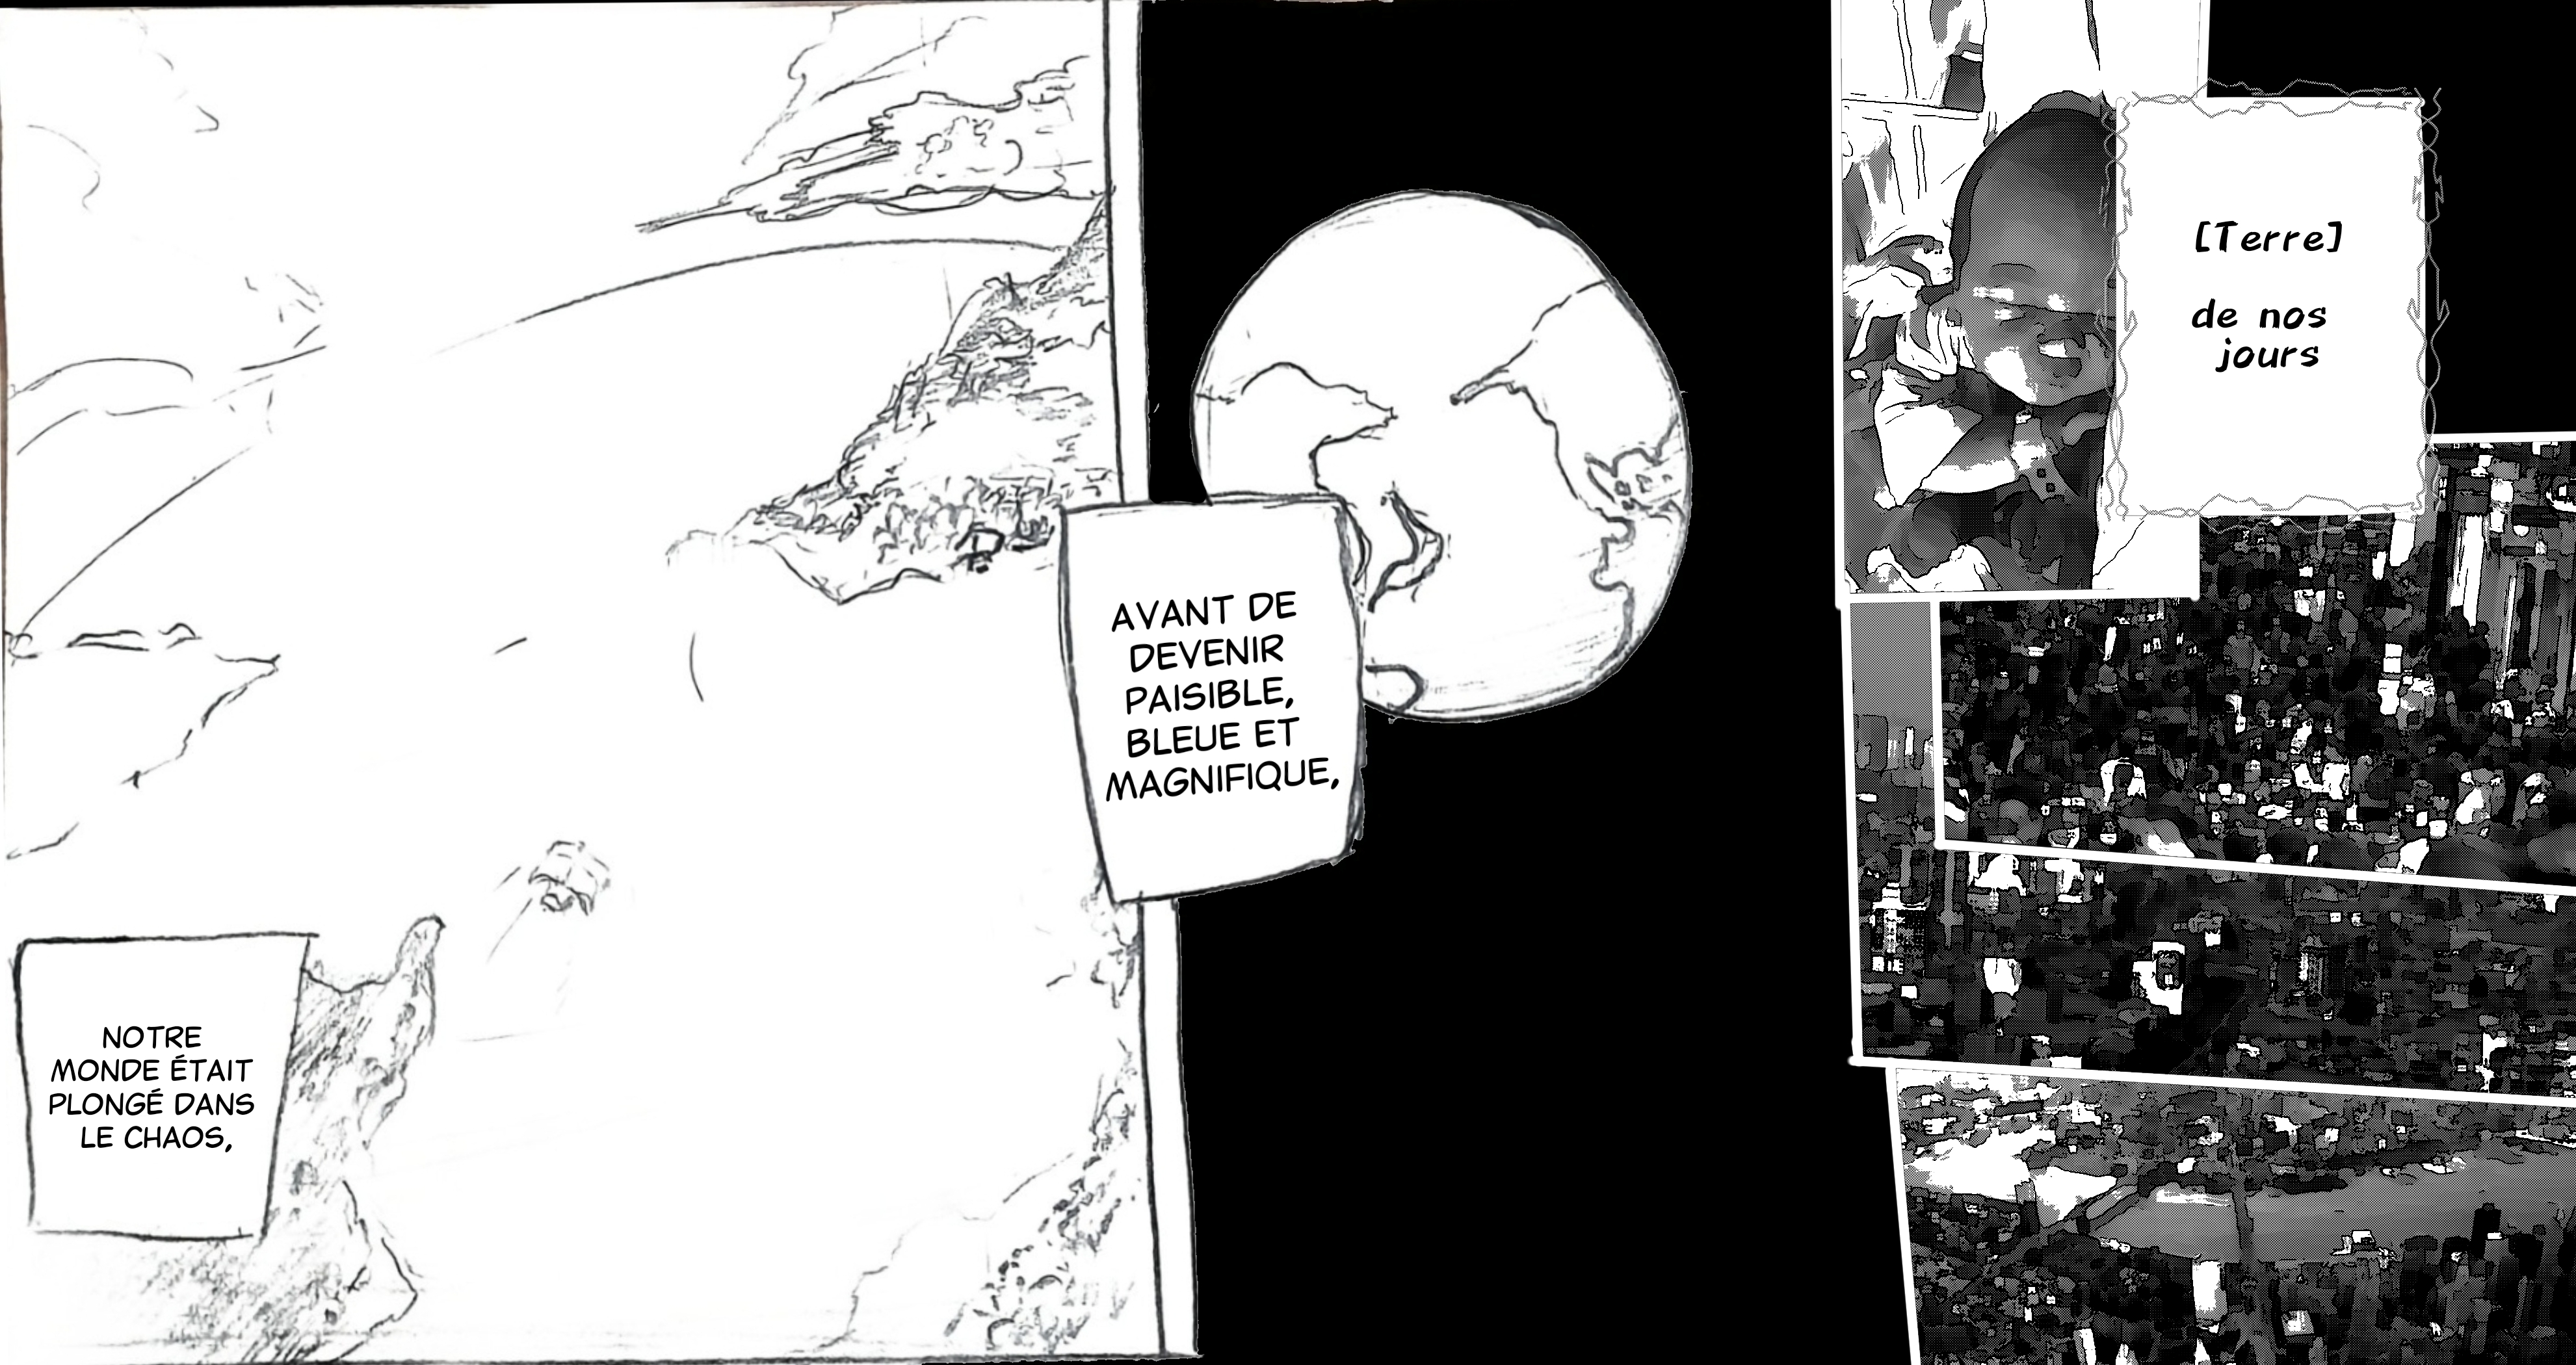 [Terre]
de nos
jours
AVANT DE
DEVENIR
PAISIBLE,
BLEUE ET
MAGNIFIQUE,
NOTRE
MONDE ÉTAIT
PLONGÉ DANS
LE CHAOS,